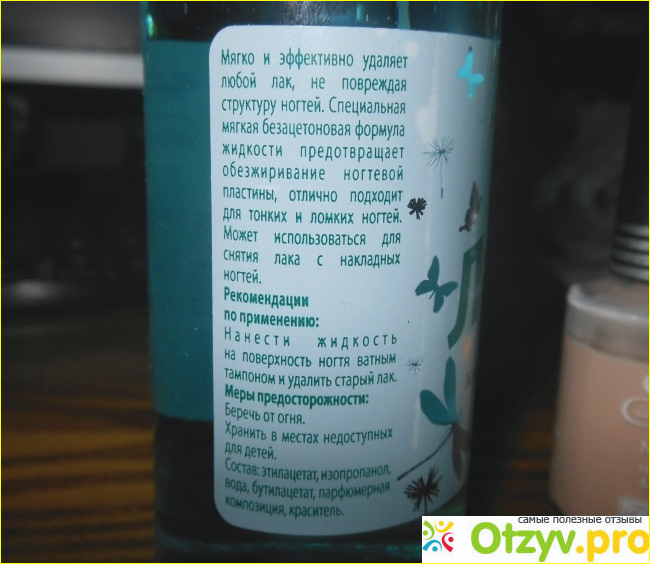 Мягко и эффективно удаляет
любой лак, не повреждая
структуру ногтей. Специальная
мягкая безацетоновая формула
жидкости предотвращает
обезжиривание ногтевой
пластины, отлично подходит
для тонких и ломких ногтей.
Может использоваться для
снятия лака с накладных
ногтей.
Рекомендации
по применению:
Нанести жидкость
на поверхность ногтя ватным
тампоном и удалить старый лак.
Меры предосторожности:
Беречь от огня.
Хранить в местах недоступных
для детей.
Состав: этилацетат, изопропанол,
вода, бутилацетат, парфюмерная
композиция, краситель.
самые полезные отзывы
Otzyv.pro